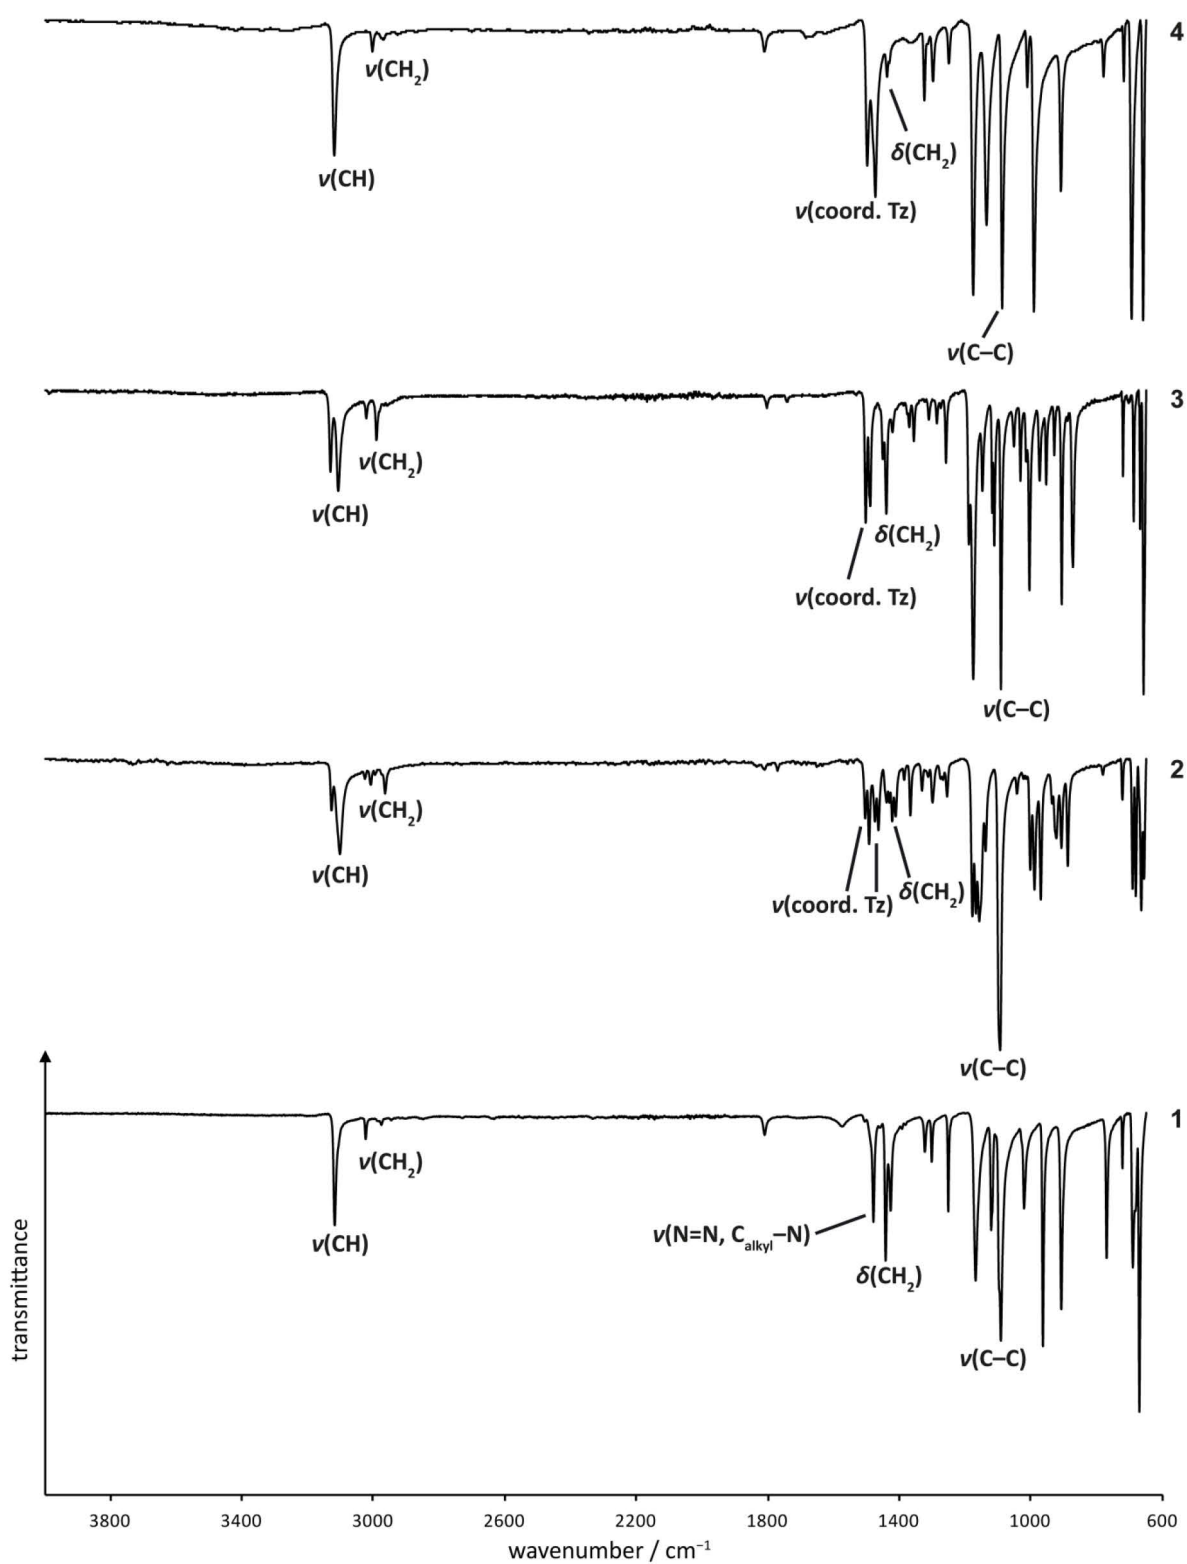 4
ν(CH₂)
ν(CH)
δ(CH₂)
ν(coord. Tz)
ν(C–C)
3
ν(CH₂)
ν(CH)
δ(CH₂)
ν(coord. Tz)
ν(C–C)
2
ν(CH₂)
ν(CH)
δ(CH₂)
ν(coord. Tz)
ν(C–C)
1
ν(CH₂)
ν(CH)
ν(N=N, Calkyl–N)
δ(CH₂)
ν(C–C)
transmittance
3800 3400 3000 2600 2200 1800 1400 1000 600
wavenumber / cm⁻¹